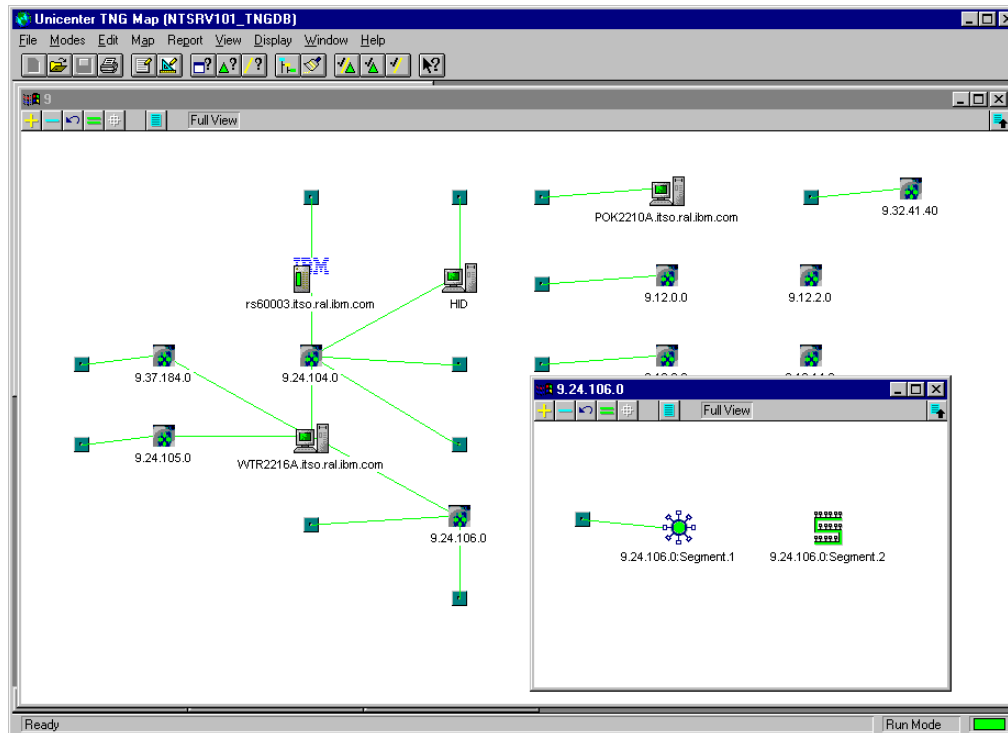 Unicenter TNG Map (NTSRV101_TNGDB)
File Modes Edit Map Report View Display Window Help
9
Full View
POK2210A.itso.ral.ibm.com
9.32.41.40
IBM
rs60003.itso.ral.ibm.com
HID
9.12.0.0
9.12.2.0
9.37.184.0
9.24.104.0
9.24.105.0
WTR2216A.itso.ral.ibm.com
9.24.106.0
9.24.106.0
Full View
9.24.106.0:Segment.1
9.24.106.0:Segment.2
Ready
Run Mode